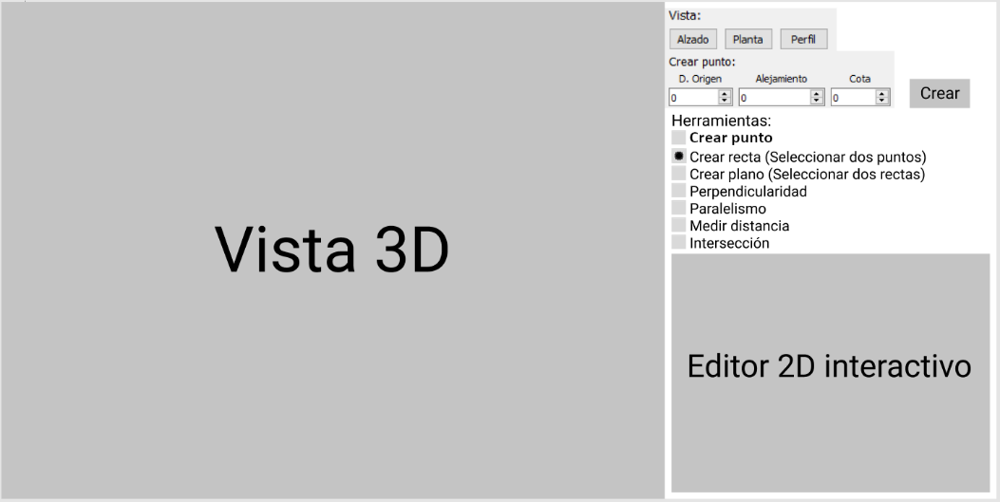 Vista:
Alzado Planta Perfil
Crear punto:
D. Origen Alejamiento Cota
0 0 0 Crear
Herramientas:
Crear punto
Crear recta (Seleccionar dos puntos)
Crear plano (Seleccionar dos rectas)
Perpendicularidad
Paralelismo
Medir distancia
Intersección
Vista 3D
Editor 2D interactivo